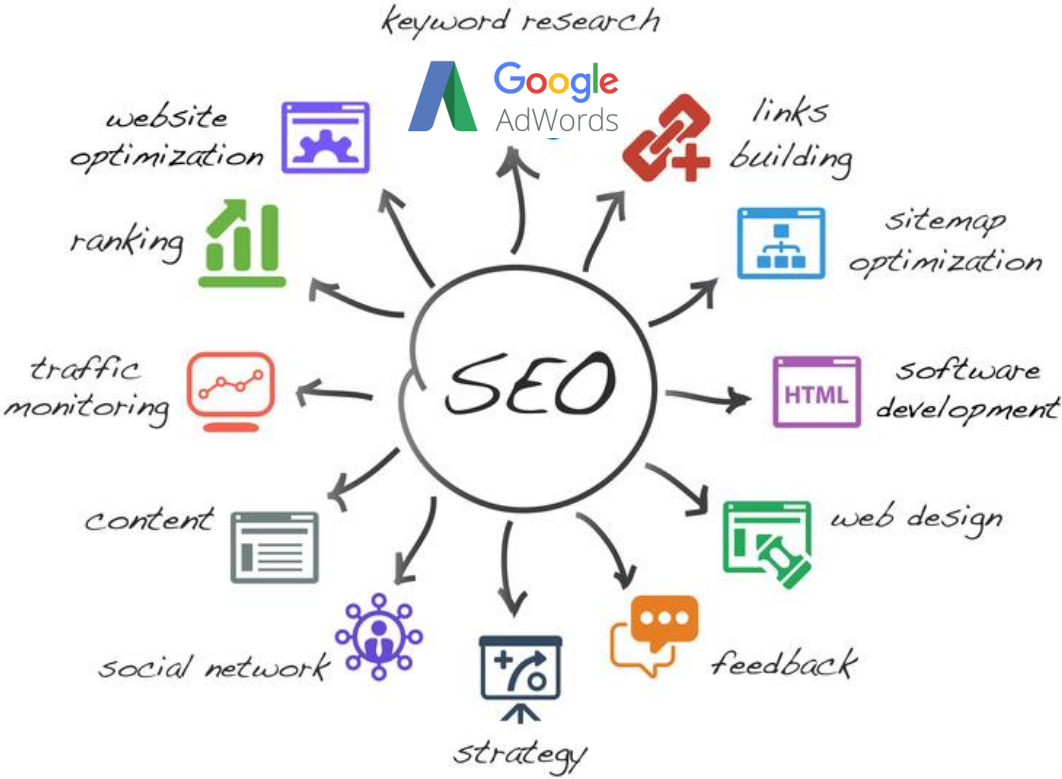 keyword research
Google
AdWords
website
optimization
links
building
ranking
sitemap
optimization
traffic
monitoring
SEO
HTML
software
development
content
web design
social network
feedback
strategy